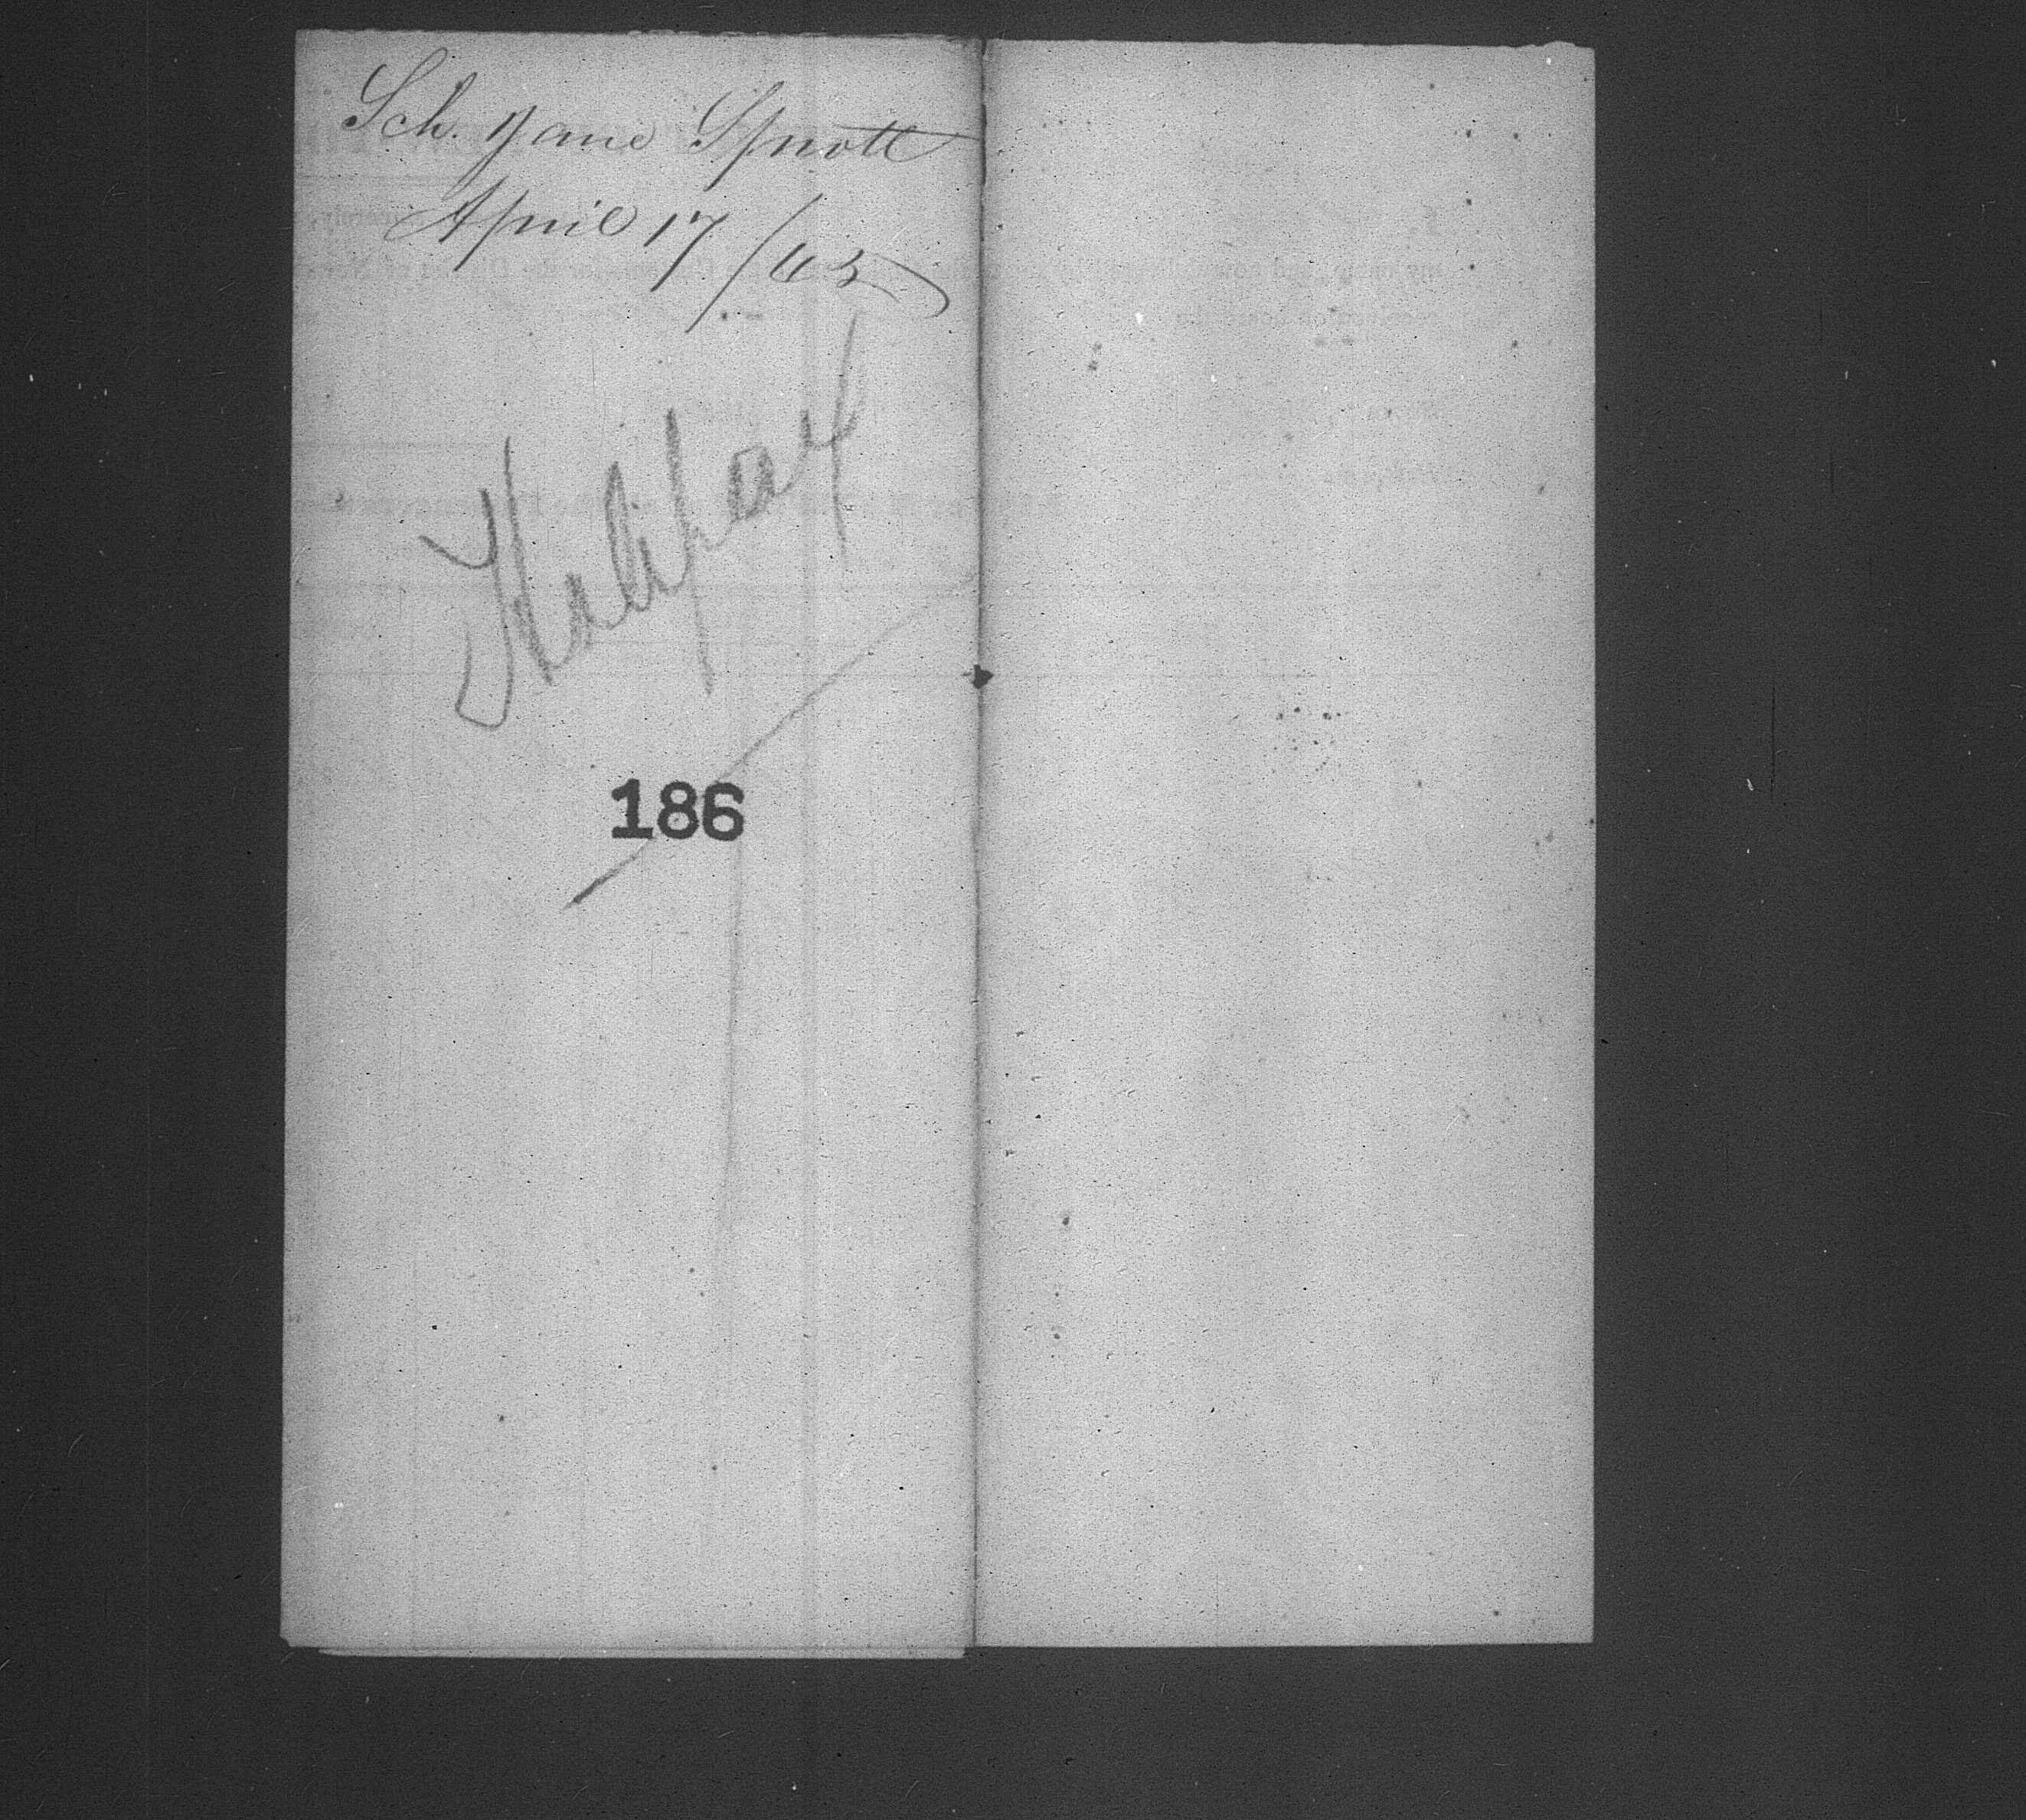 Sch. Jane Sprott
April 17/63
Halifax
186